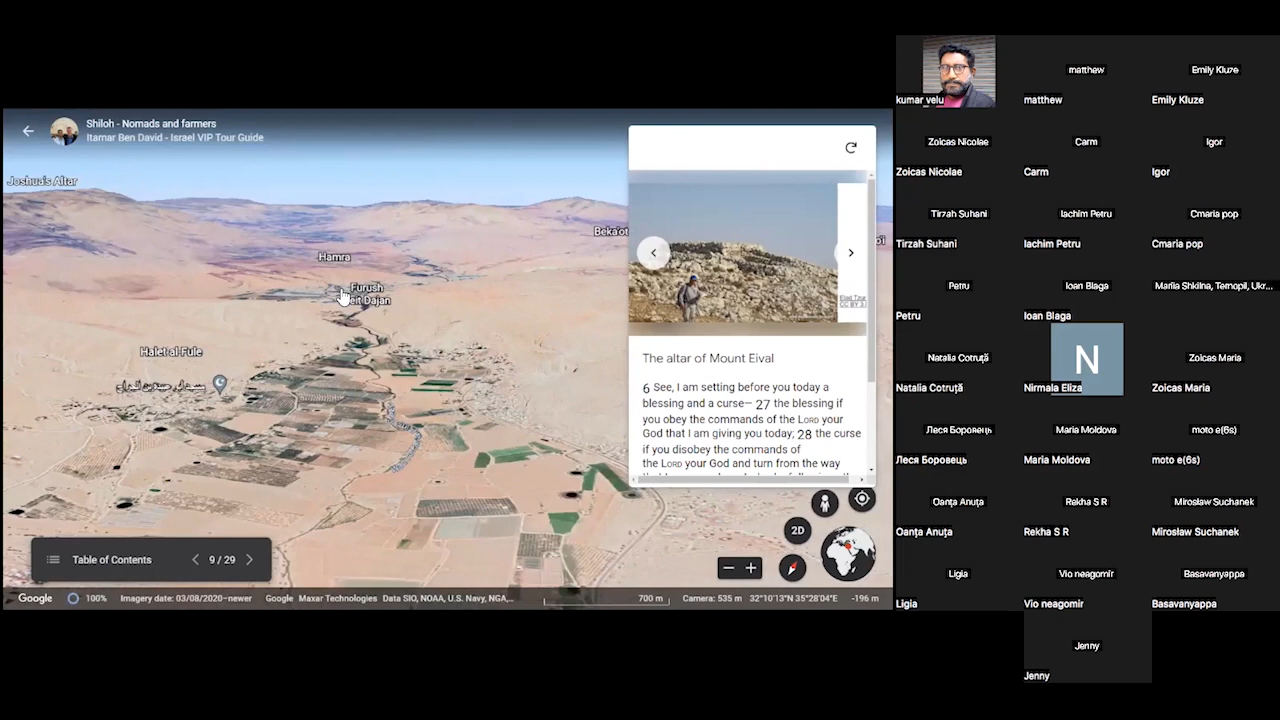 Shiloh - Nomads and farmers
Itamar Ben David - Israel VIP Tour Guide
Joshua's Altar
Beka'ot
Hamra
Furush
Beit Dajan
Halet al Fule
The altar of Mount Eival
6 See, I am setting before you today a
blessing and a curse— 27 the blessing if
you obey the commands of the LORD your
God that I am giving you today; 28 the curse
if you disobey the commands of
the LORD your God and turn from the way
CC BY 3.
2D
Table of Contents
9 / 29
Google
100%
Imagery date: 03/08/2020–newer
Google
Maxar Technologies
Data SIO, NOAA, U.S. Navy, NGA,...
700 m
Camera: 535 m
32°10'13"N 35°28'04"E
-196 m
kumar velu
matthew
matthew
Emily Kluze
Emily Kluze
Zoicas Nicolae
Zoicas Nicolae
Carm
Carm
Igor
Igor
Tirzah Suhani
Tirzah Suhani
Iachim Petru
Iachim Petru
Cmaria pop
Cmaria pop
Petru
Petru
Ioan Blaga
Ioan Blaga
Mariia Shkilna, Ternopil, Ukr...
Natalia Cotruță
Natalia Cotruță
N
Nirmala Eliza
Zoicas Maria
Zoicas Maria
Леся Боровець
Леся Боровець
Maria Moldova
Maria Moldova
moto e(6s)
moto e(6s)
Oanța Anuța
Oanța Anuța
Rekha S R
Rekha S R
Mirosław Suchanek
Mirosław Suchanek
Ligia
Ligia
Vio neagomir
Vio neagomir
Basavanyappa
Basavanyappa
Jenny
Jenny